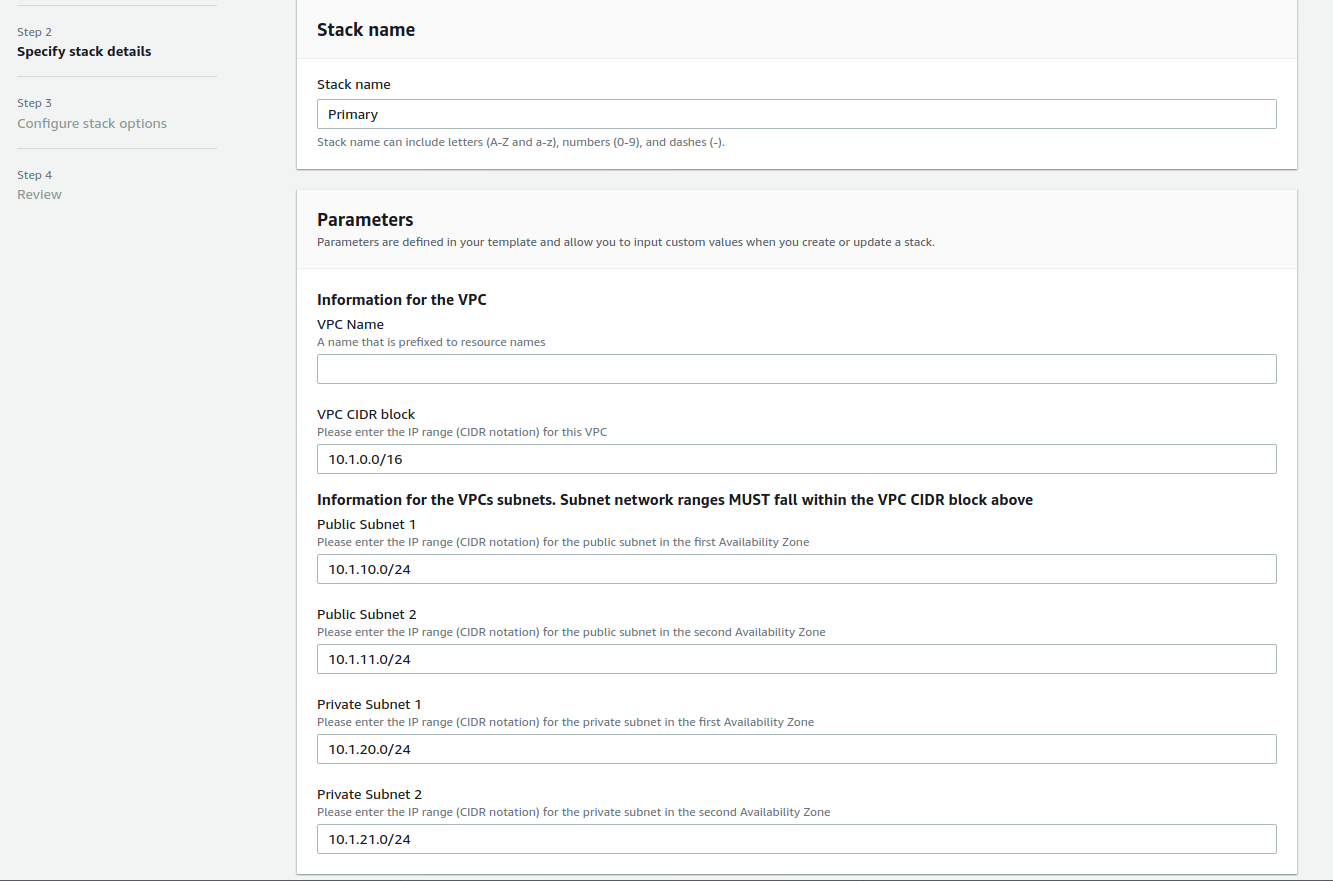 Step 2
Specify stack details
Step 3
Configure stack options
Step 4
Review
Stack name
Stack name
Primary
Stack name can include letters (A-Z and a-z), numbers (0-9), and dashes (-).
Parameters
Parameters are defined in your template and allow you to input custom values when you create or update a stack.
Information for the VPC
VPC Name
A name that is prefixed to resource names
VPC CIDR block
Please enter the IP range (CIDR notation) for this VPC
10.1.0.0/16
Information for the VPCs subnets. Subnet network ranges MUST fall within the VPC CIDR block above
Public Subnet 1
Please enter the IP range (CIDR notation) for the public subnet in the first Availability Zone
10.1.10.0/24
Public Subnet 2
Please enter the IP range (CIDR notation) for the public subnet in the second Availability Zone
10.1.11.0/24
Private Subnet 1
Please enter the IP range (CIDR notation) for the private subnet in the first Availability Zone
10.1.20.0/24
Private Subnet 2
Please enter the IP range (CIDR notation) for the private subnet in the second Availability Zone
10.1.21.0/24